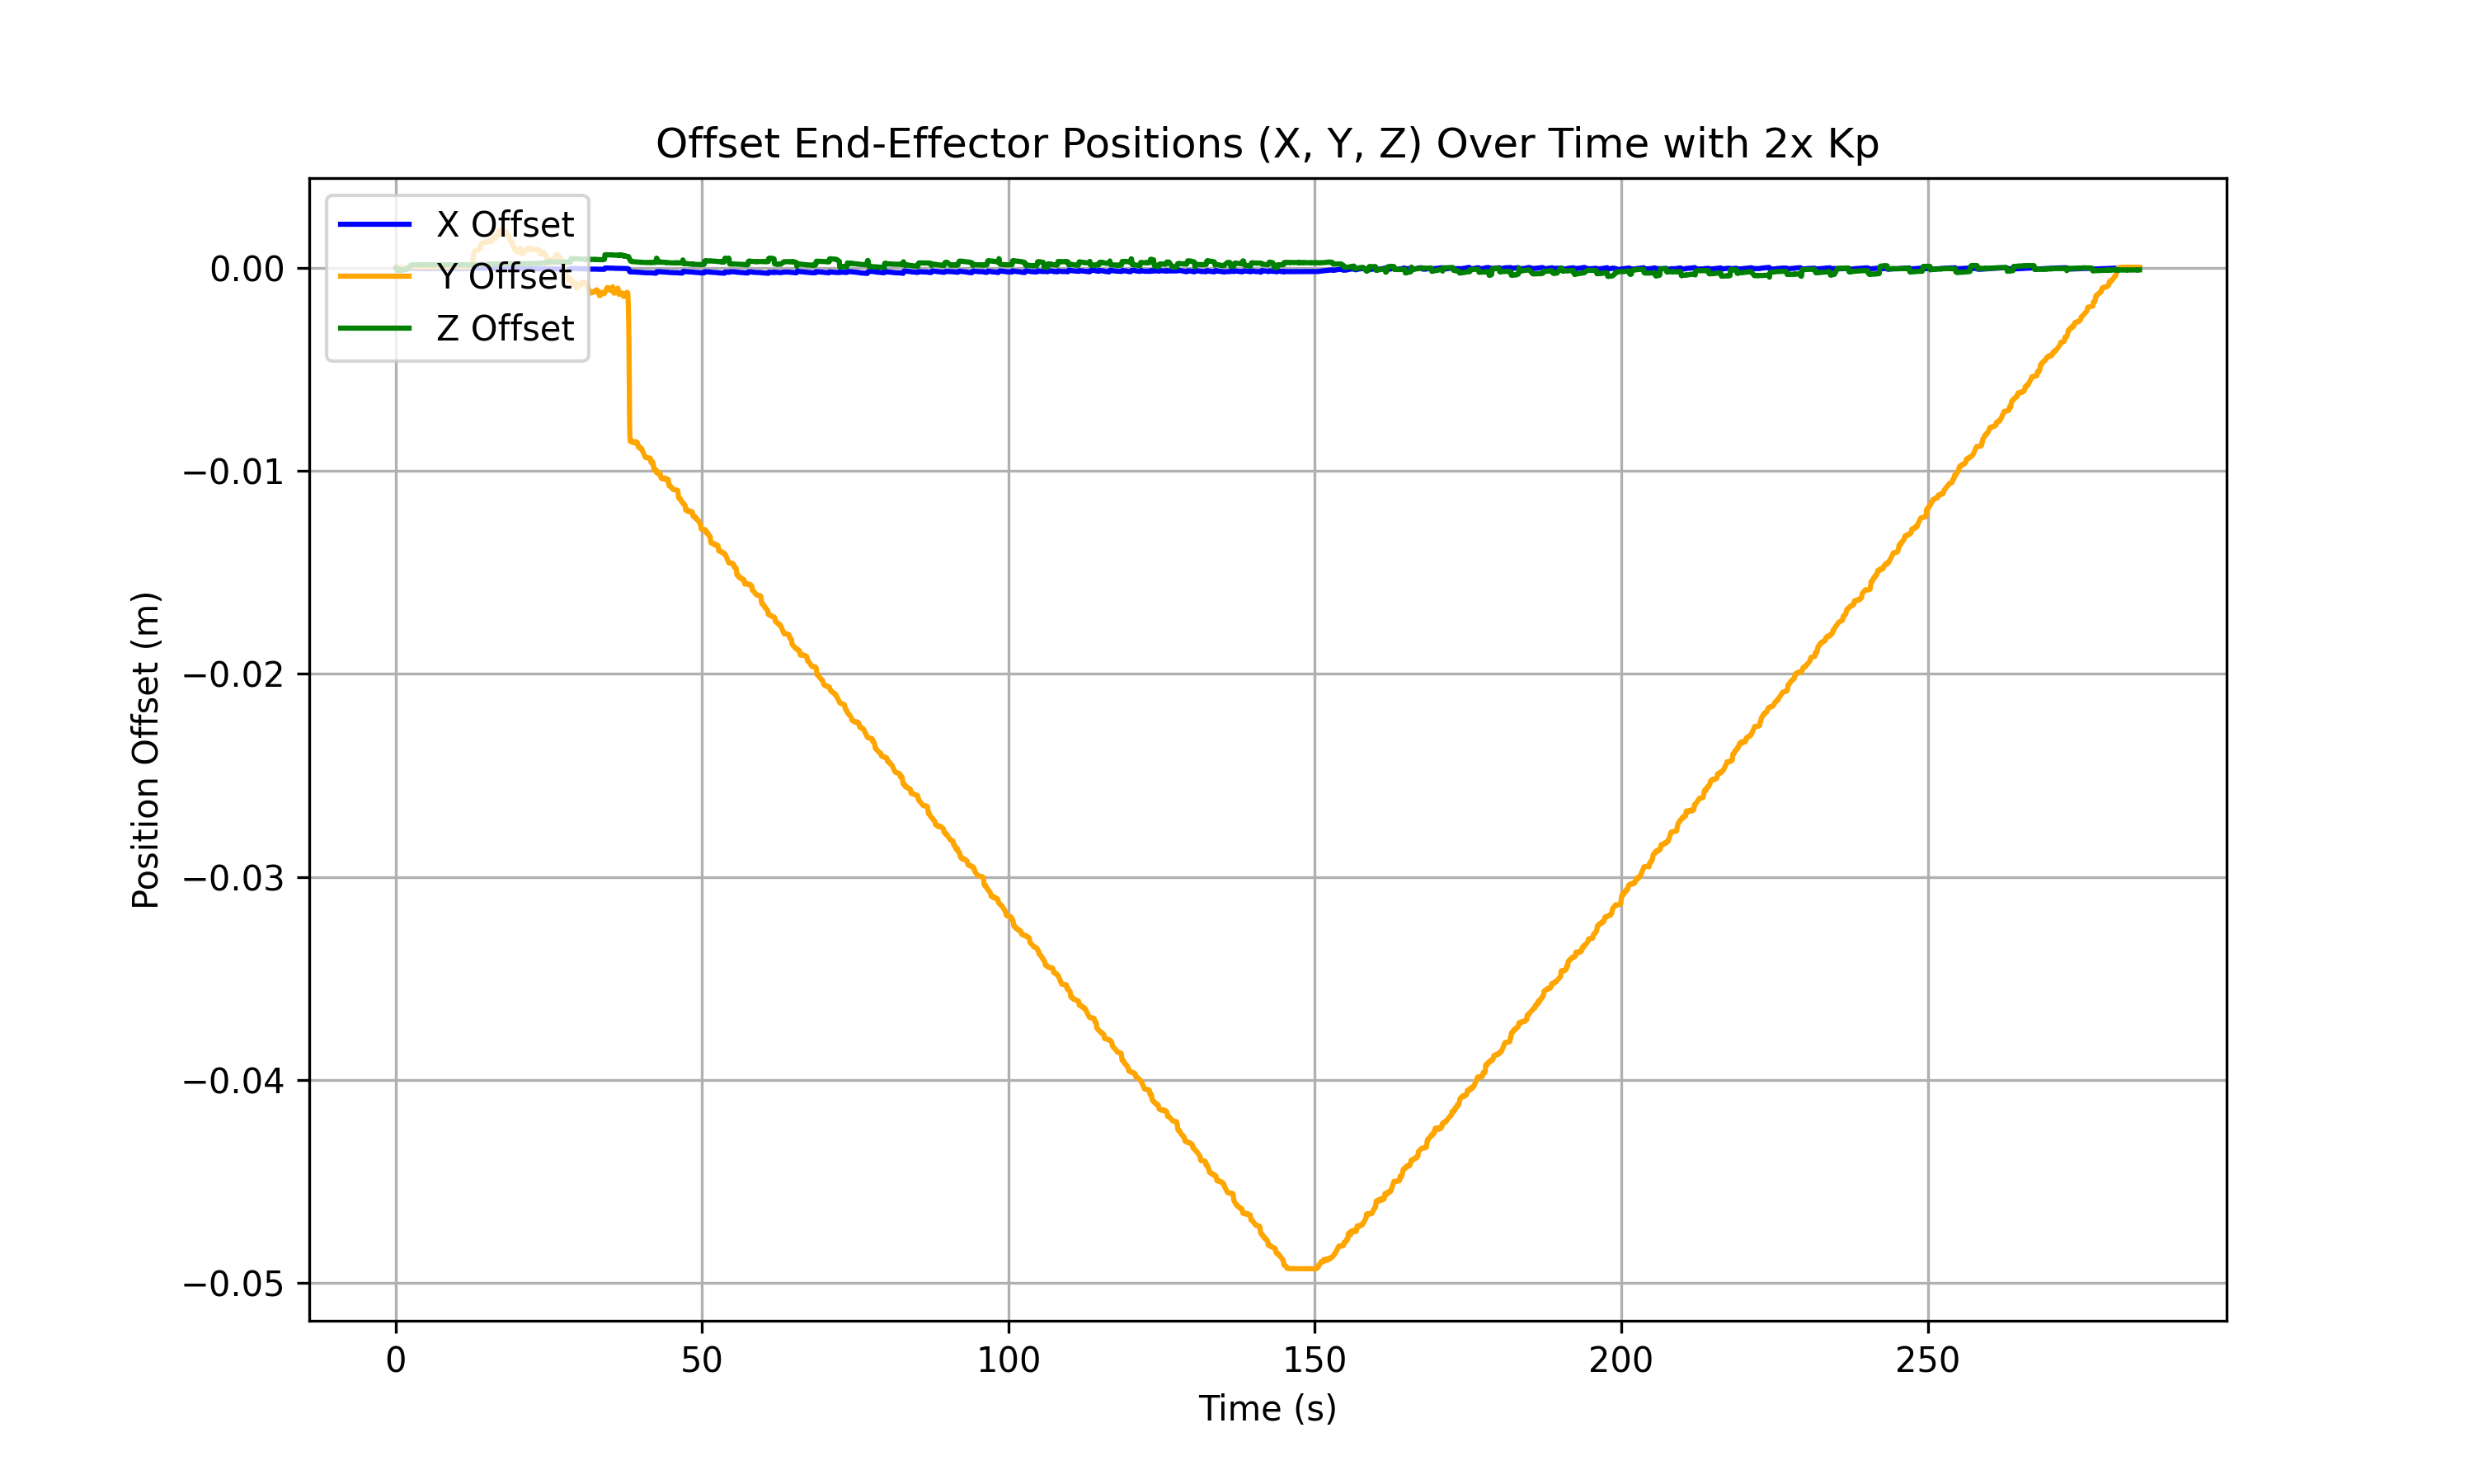 Offset End-Effector Positions (X, Y, Z) Over Time with 2x Kp
X Offset
Y Offset
Z Offset
0.00
−0.01
−0.02
−0.03
−0.04
−0.05
Position Offset (m)
0 50 100 150 200 250
Time (s)